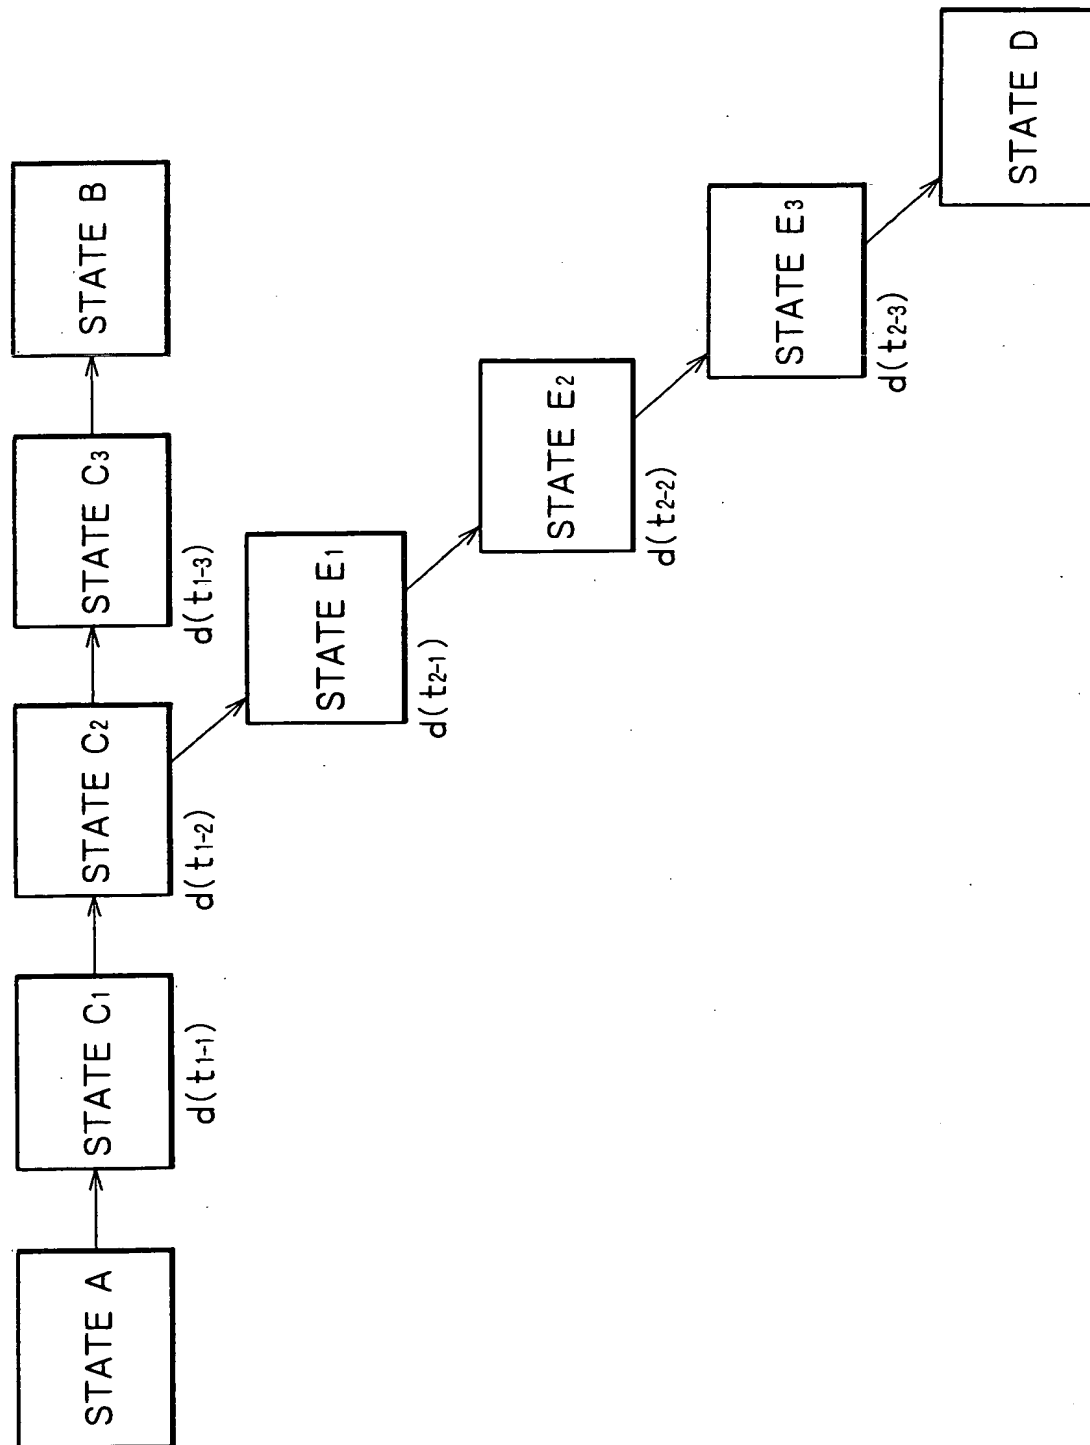 STATE A
STATE C1
d(t1-1)
STATE C2
d(t1-2)
STATE C3
d(t1-3)
STATE B
STATE E1
d(t2-1)
STATE E2
d(t2-2)
STATE E3
d(t2-3)
STATE D